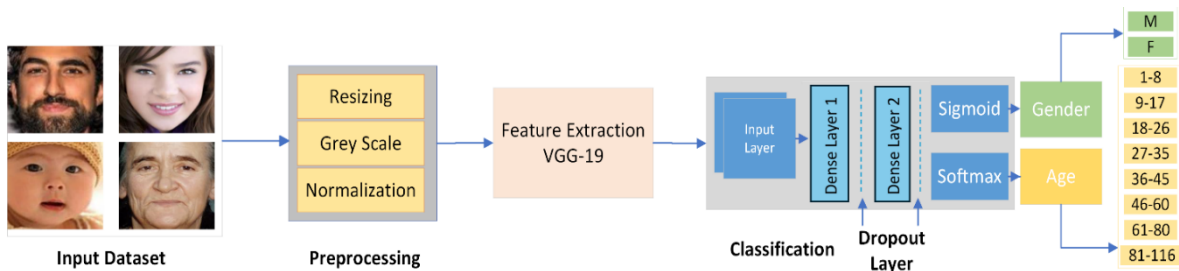 Input Dataset
Resizing
Grey Scale
Normalization
Preprocessing
Feature Extraction
VGG-19
Input
Layer
Dense Layer 1
Dense Layer 2
Sigmoid
Softmax
Classification
Dropout
Layer
Gender
Age
M
F
1-8
9-17
18-26
27-35
36-45
46-60
61-80
81-116